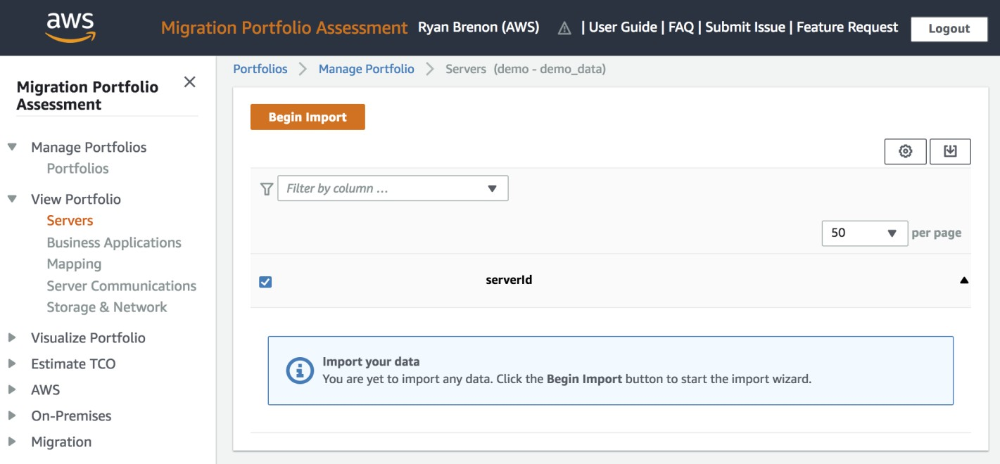 aws
Migration Portfolio Assessment Ryan Brenon (AWS) | User Guide | FAQ | Submit Issue | Feature Request Logout
Migration Portfolio
Assessment
Manage Portfolios
Portfolios
View Portfolio
Servers
Business Applications
Mapping
Server Communications
Storage & Network
Visualize Portfolio
Estimate TCO
AWS
On-Premises
Migration
Portfolios Manage Portfolio Servers (demo - demo_data)
Begin Import
Filter by column ...
50 per page
serverId
Import your data
You are yet to import any data. Click the Begin Import button to start the import wizard.